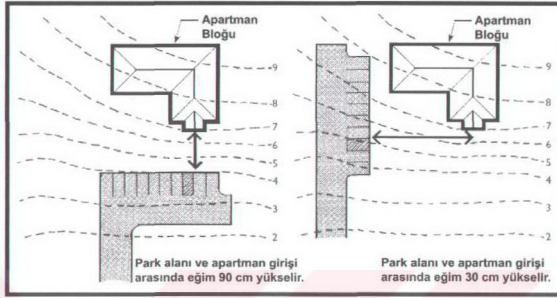 Apartman
Bloğu
9
8
7
6
5
4
3
2
Park alanı ve apartman girişi
arasında eğim 90 cm yükselir.
Apartman
Bloğu
9
8
7
6
5
4
3
2
Park alanı ve apartman girişi
arasında eğim 30 cm yükselir.